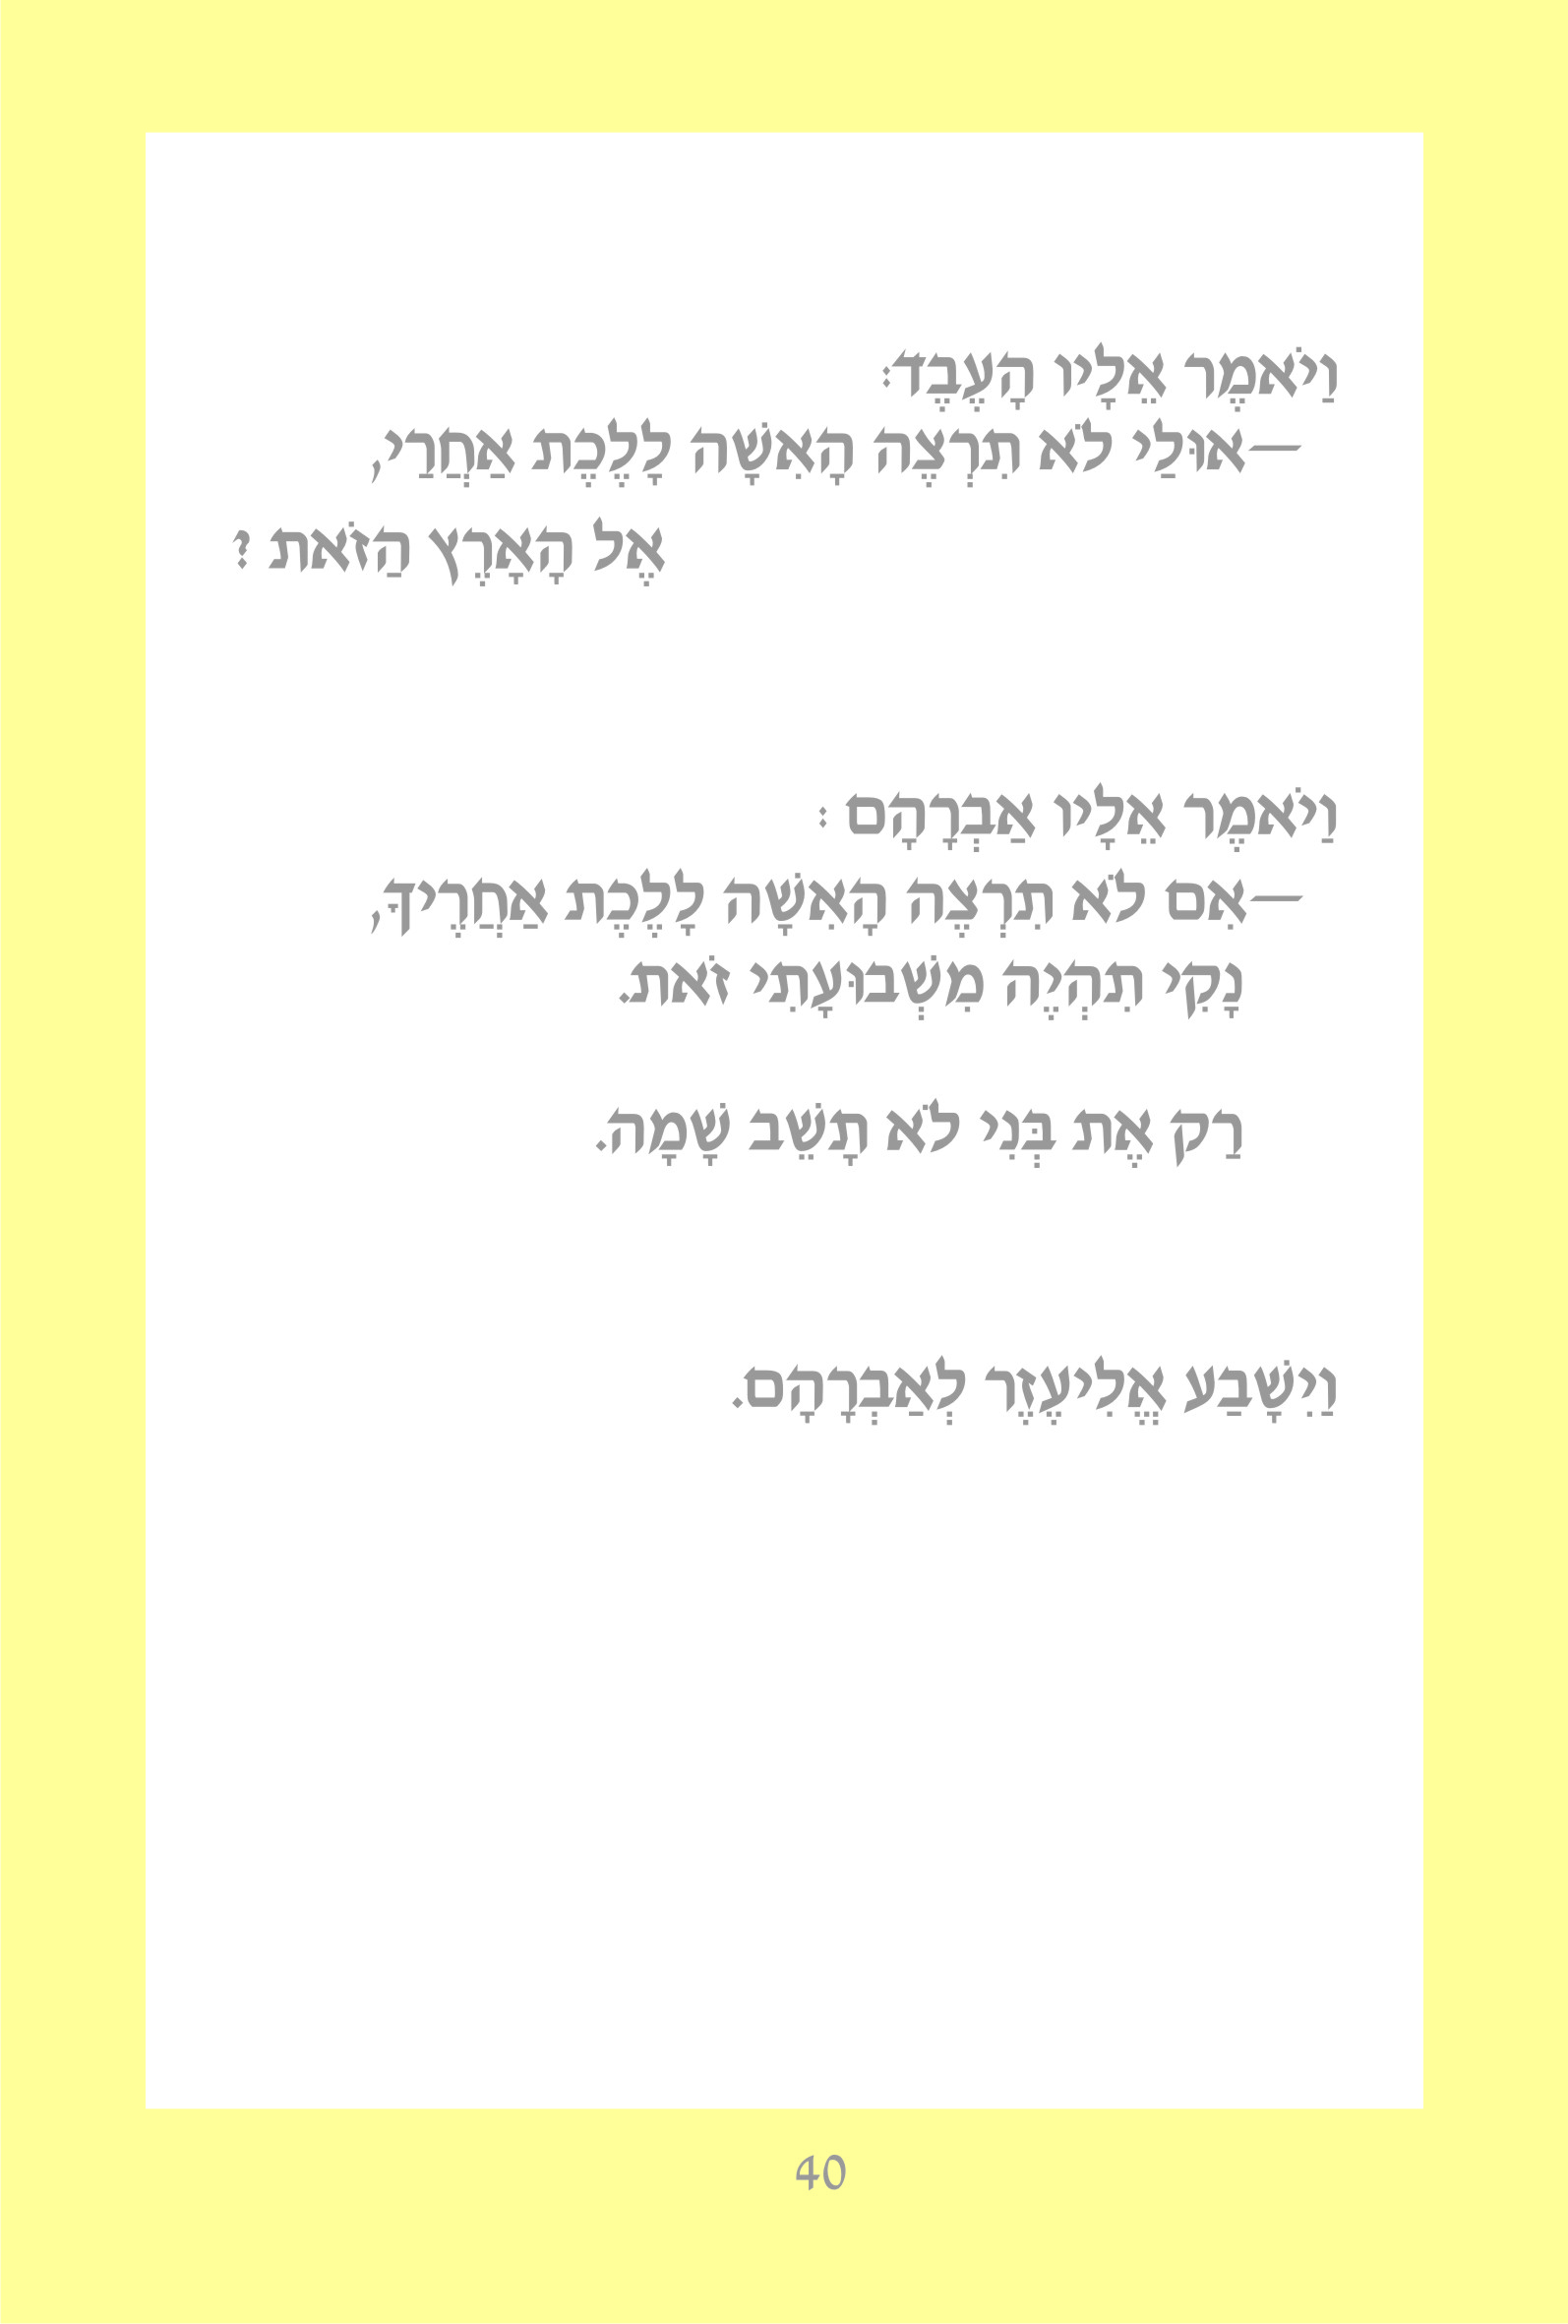 וַיֹּאמֶר אֵלָיו הָעֶבֶד:
—אוּלַי לֹא תִרְצֶה הָאִשָּׁה לָלֶכֶת אַחֲרַי,
אֶל הָאָרֶץ הַזֹּאת ?
וַיֹּאמֶר אֵלָיו אַבְרָהָם :
—אִם לֹא תִרְצֶה הָאִשָּׁה לָלֶכֶת אַחֲרֶיךָ,
נָקִי תִהְיֶה מִשְּׁבוּעָתִי זֹאת.
רַק אֶת בְּנִי לֹא תָשֵׁב שָׁמָּה.
וַיִּשָּׁבַע אֱלִיעֶזֶר לְאַבְרָהָם.
40